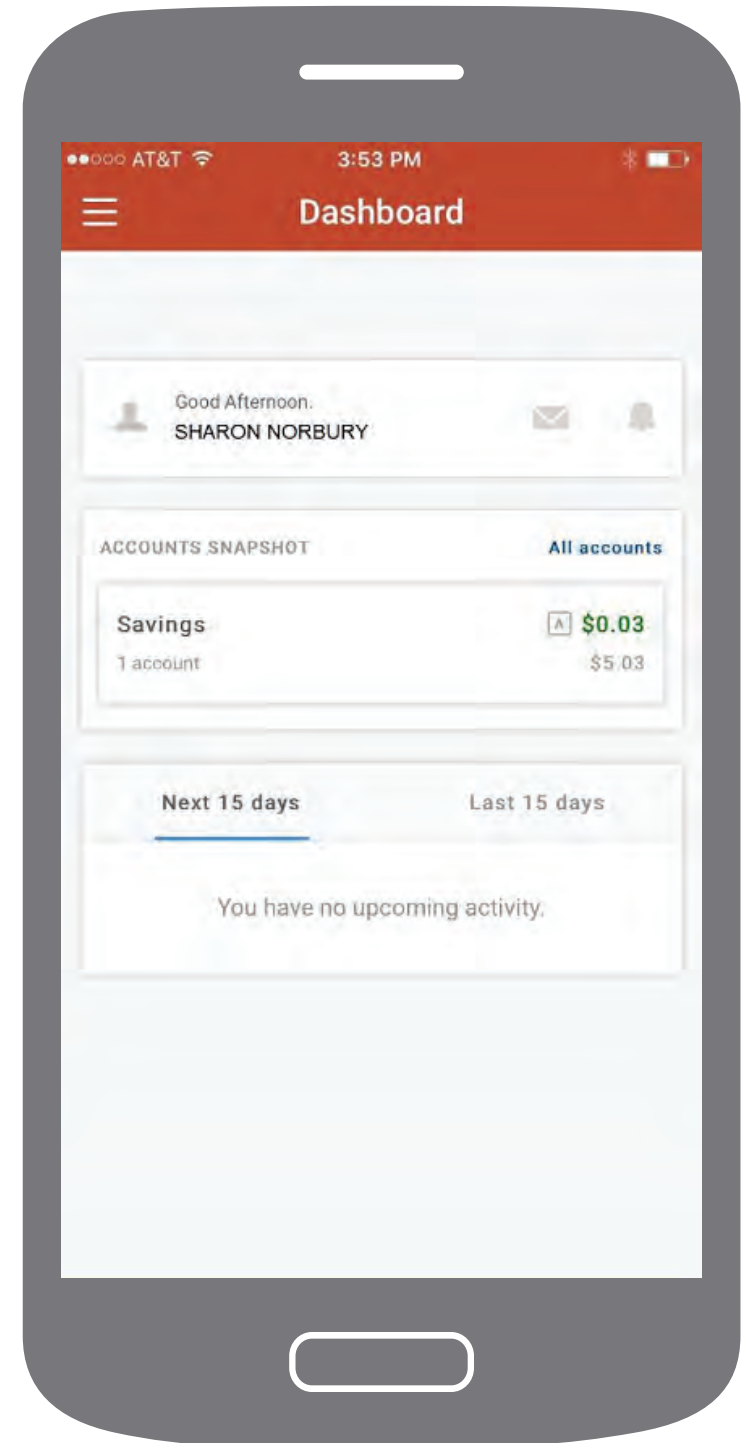 AT&T 3:53 PM
Dashboard
Good Afternoon.
SHARON NORBURY
ACCOUNTS SNAPSHOT All accounts
Savings A $0.03
1 account $5.03
Next 15 days Last 15 days
You have no upcoming activity.